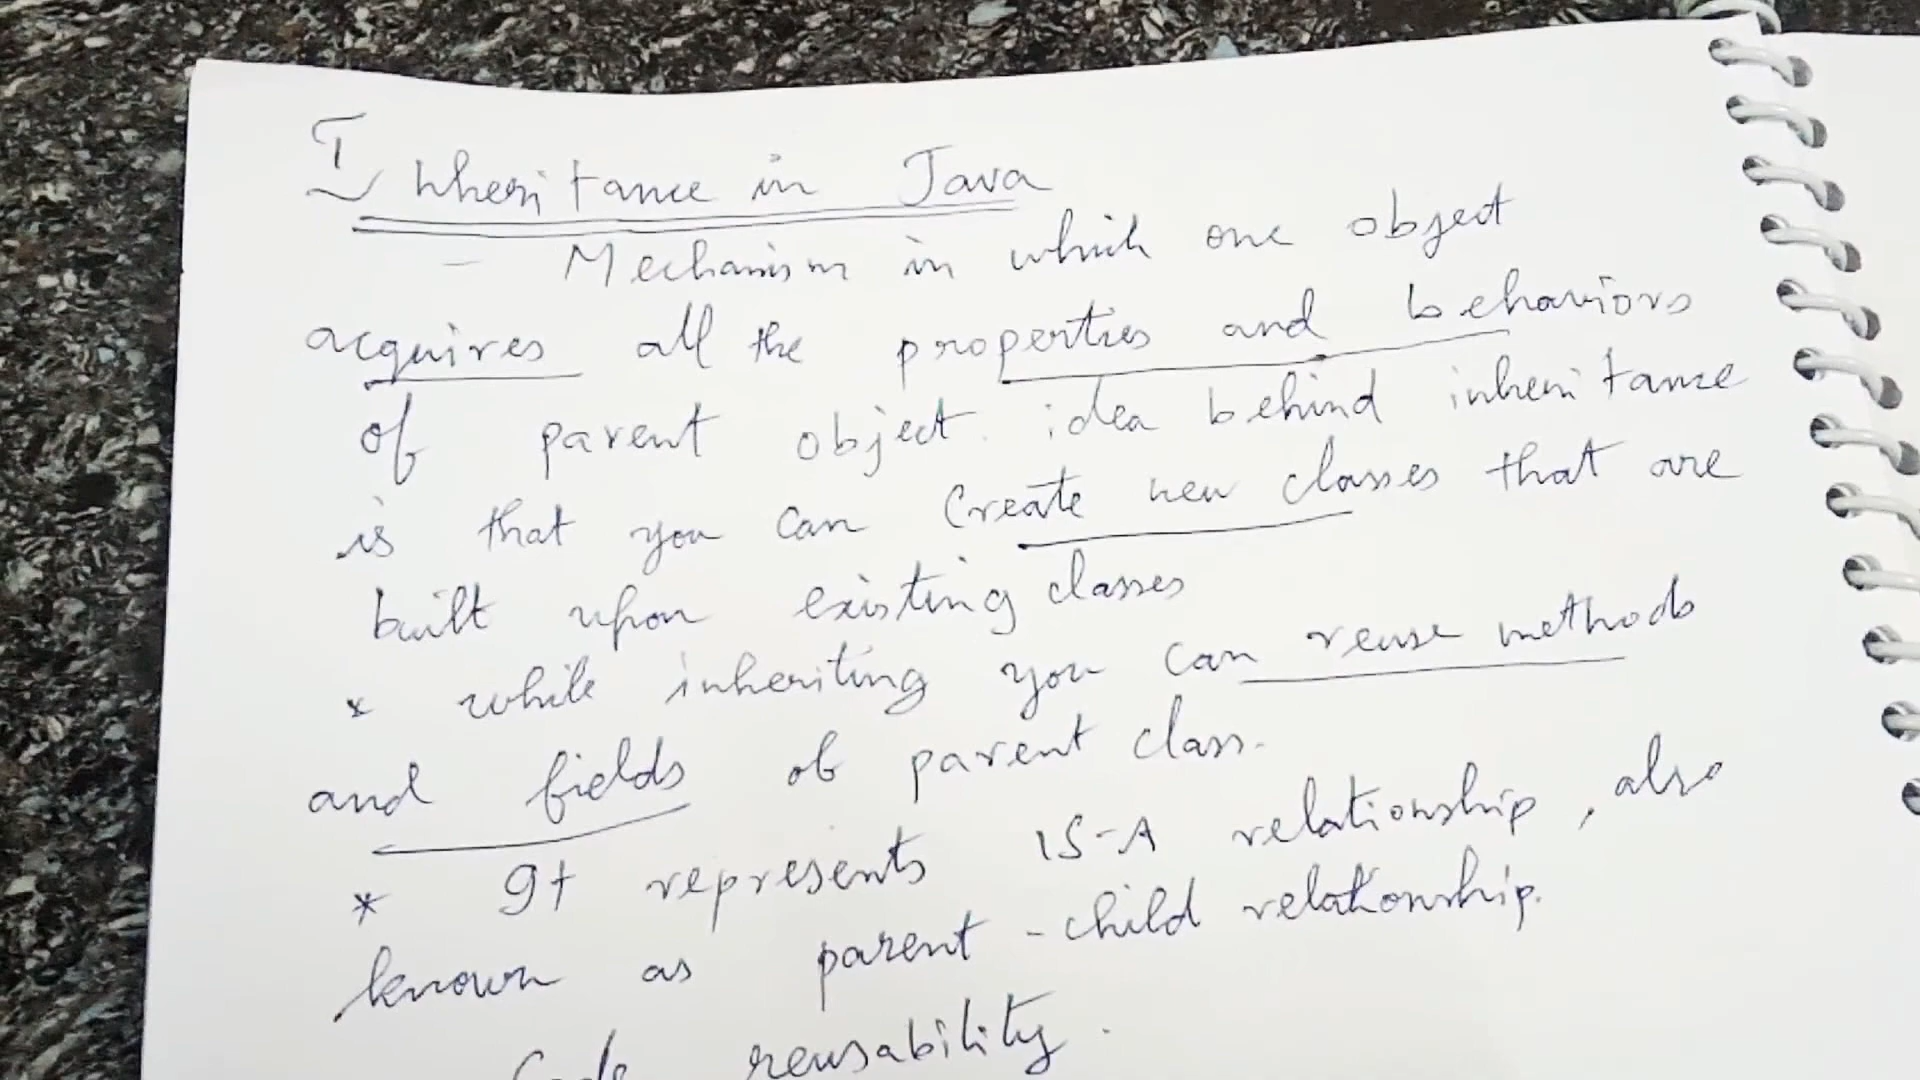 Inheritance in Java
- Mechanism in which one object
acquires all the properties and behaviors
of parent object. idea behind inheritance
is that you can create new classes that are
built upon existing classes
* while inheriting you can reuse methods
and fields of parent class.
* It represents IS-A relationship, also
known as parent-child relationship.
Code reusability.